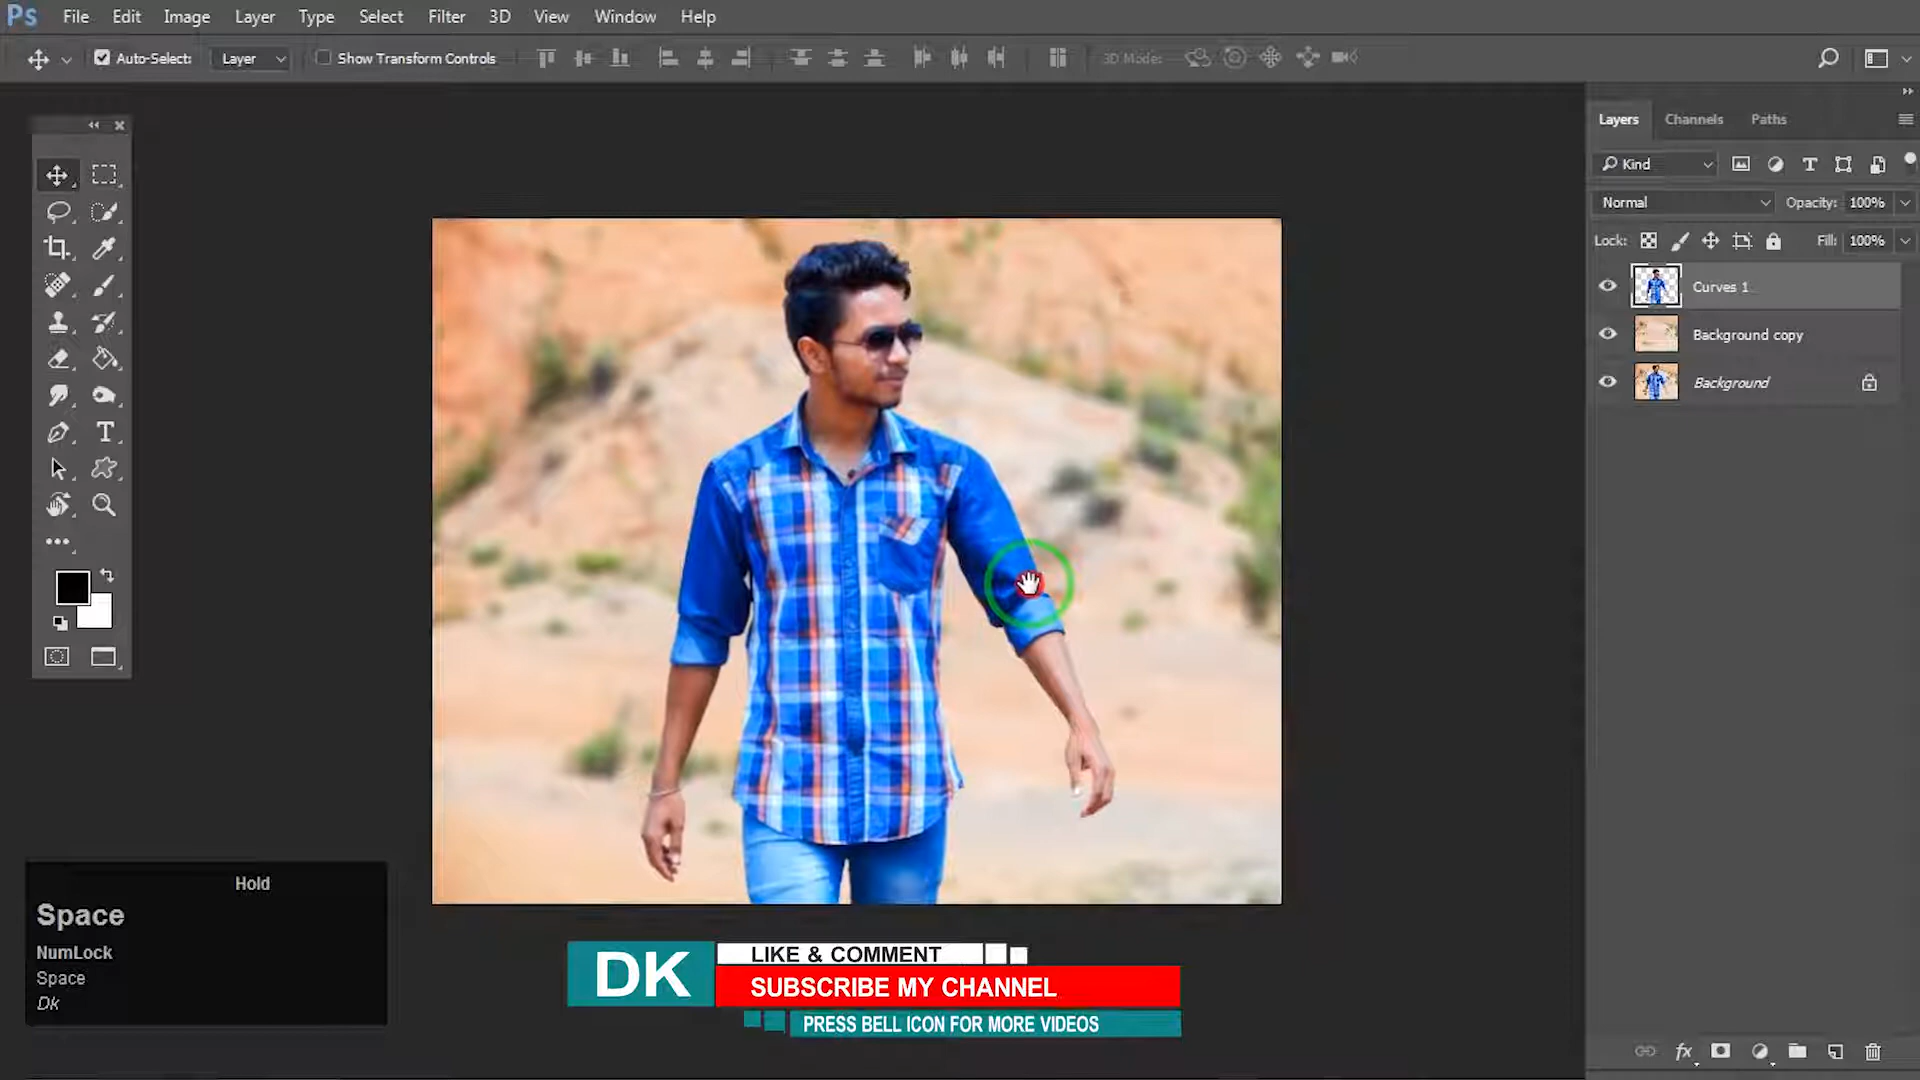 Ps File Edit Image Layer Type Select Filter 3D View Window Help
Auto-Select: Layer Show Transform Controls 3D Mode:
Layers Channels Paths
Kind
Normal Opacity: 100%
Lock: Fill: 100%
Curves 1
Background copy
Background
Hold
Space
NumLock
Space
Dk
DK
LIKE & COMMENT
SUBSCRIBE MY CHANNEL
PRESS BELL ICON FOR MORE VIDEOS
fx